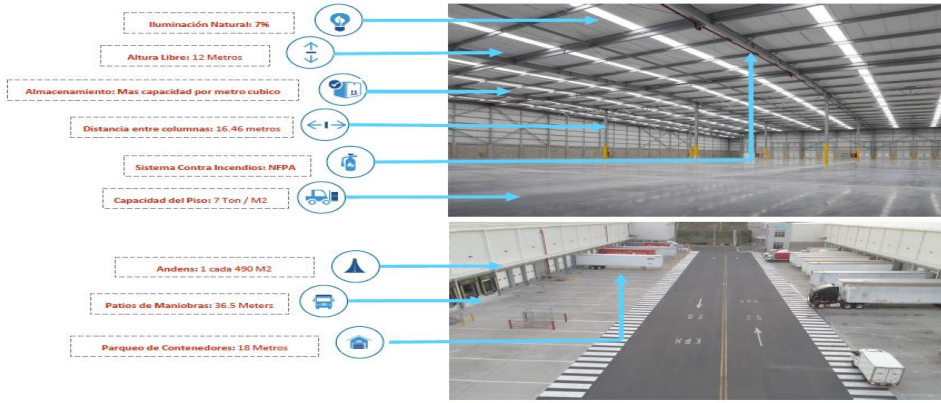 Iluminación Natural: 7%
Altura Libre: 12 Metros
Almacenamiento: Mas capacidad por metro cubico
Distancia entre columnas: 16.46 metros
Sistema Contra Incendios: NFPA
Capacidad del Piso: 7 Ton / M2
Andens: 1 cada 490 M2
Patios de Maniobras: 36.5 Meters
Parqueo de Contenedores: 18 Metros
20
KPH